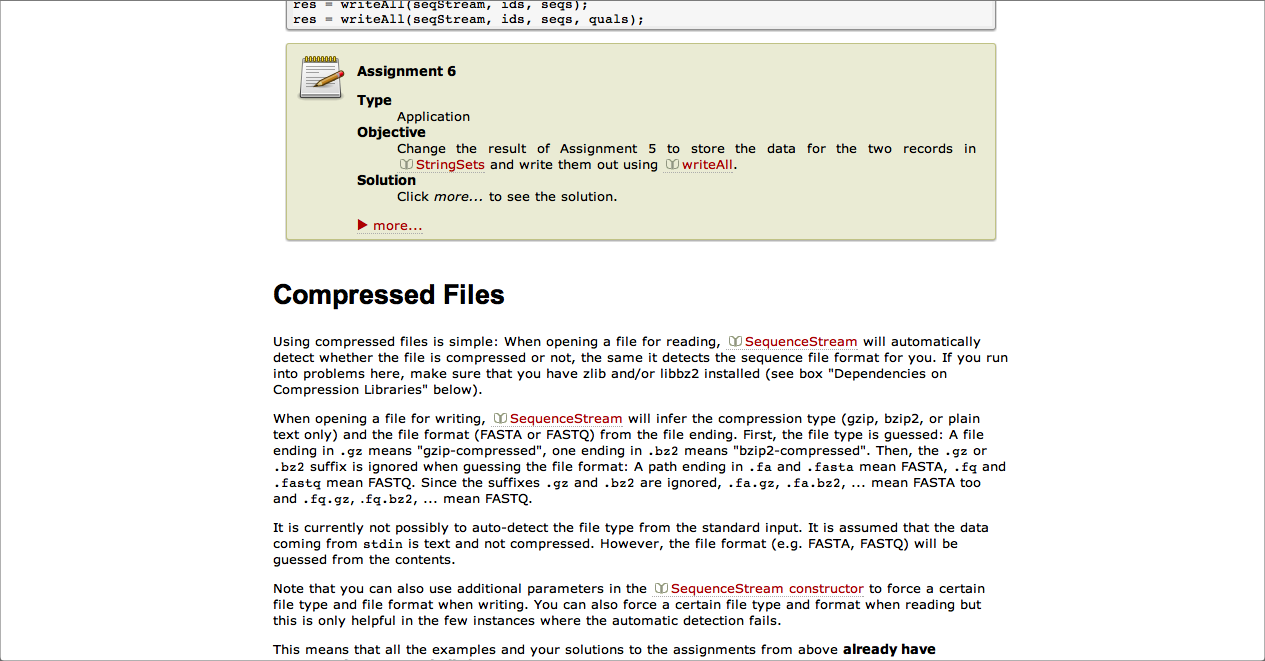 res = writeAll(seqStream, ids, seqs);
res = writeAll(seqStream, ids, seqs, quals);
Assignment 6
Type
Application
Objective
Change the result of Assignment 5 to store the data for the two records in
StringSets and write them out using writeAll.
Solution
Click more... to see the solution.
more...
Compressed Files
Using compressed files is simple: When opening a file for reading, SequenceStream will automatically
detect whether the file is compressed or not, the same it detects the sequence file format for you. If you run
into problems here, make sure that you have zlib and/or libbz2 installed (see box "Dependencies on
Compression Libraries" below).
When opening a file for writing, SequenceStream will infer the compression type (gzip, bzip2, or plain
text only) and the file format (FASTA or FASTQ) from the file ending. First, the file type is guessed: A file
ending in .gz means "gzip-compressed", one ending in .bz2 means "bzip2-compressed". Then, the .gz or
.bz2 suffix is ignored when guessing the file format: A path ending in .fa and .fasta mean FASTA, .fq and
.fastq mean FASTQ. Since the suffixes .gz and .bz2 are ignored, .fa.gz, .fa.bz2, ... mean FASTA too
and .fq.gz, .fq.bz2, ... mean FASTQ.
It is currently not possibly to auto-detect the file type from the standard input. It is assumed that the data
coming from stdin is text and not compressed. However, the file format (e.g. FASTA, FASTQ) will be
guessed from the contents.
Note that you can also use additional parameters in the SequenceStream constructor to force a certain
file type and file format when writing. You can also force a certain file type and format when reading but
this is only helpful in the few instances where the automatic detection fails.
This means that all the examples and your solutions to the assignments from above already have